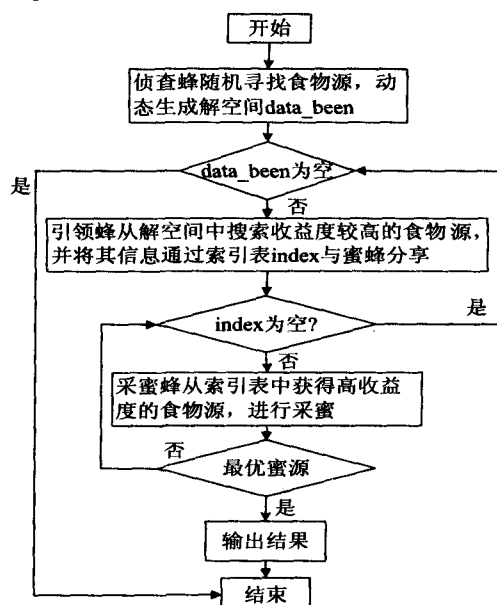 开始
侦查蜂随机寻找食物源，动
态生成解空间data_been
data_been为空
是
否
引领蜂从解空间中搜索收益度较高的食物源，
并将其信息通过索引表index与蜜蜂分享
index为空?
是
否
采蜜蜂从索引表中获得高收益
度的食物源，进行采蜜
否
最优蜜源
是
输出结果
结束